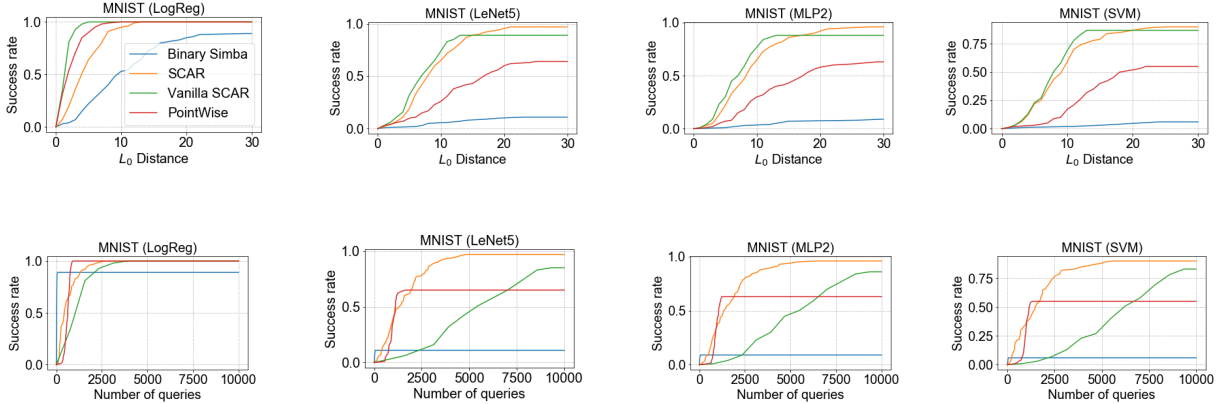 MNIST (LogReg)
Success rate
1.0
0.5
0.0
0 10 20 30
L₀ Distance
Binary Simba
SCAR
Vanilla SCAR
PointWise
MNIST (LeNet5)
Success rate
1.0
0.5
0.0
0 10 20 30
L₀ Distance
MNIST (MLP2)
Success rate
1.0
0.5
0.0
0 10 20 30
L₀ Distance
MNIST (SVM)
Success rate
0.75
0.50
0.25
0.00
0 10 20 30
L₀ Distance
MNIST (LogReg)
Success rate
1.0
0.5
0.0
0 2500 5000 7500 10000
Number of queries
MNIST (LeNet5)
Success rate
1.0
0.5
0.0
0 2500 5000 7500 10000
Number of queries
MNIST (MLP2)
Success rate
1.0
0.5
0.0
0 2500 5000 7500 10000
Number of queries
MNIST (SVM)
Success rate
0.75
0.50
0.25
0.00
0 2500 5000 7500 10000
Number of queries